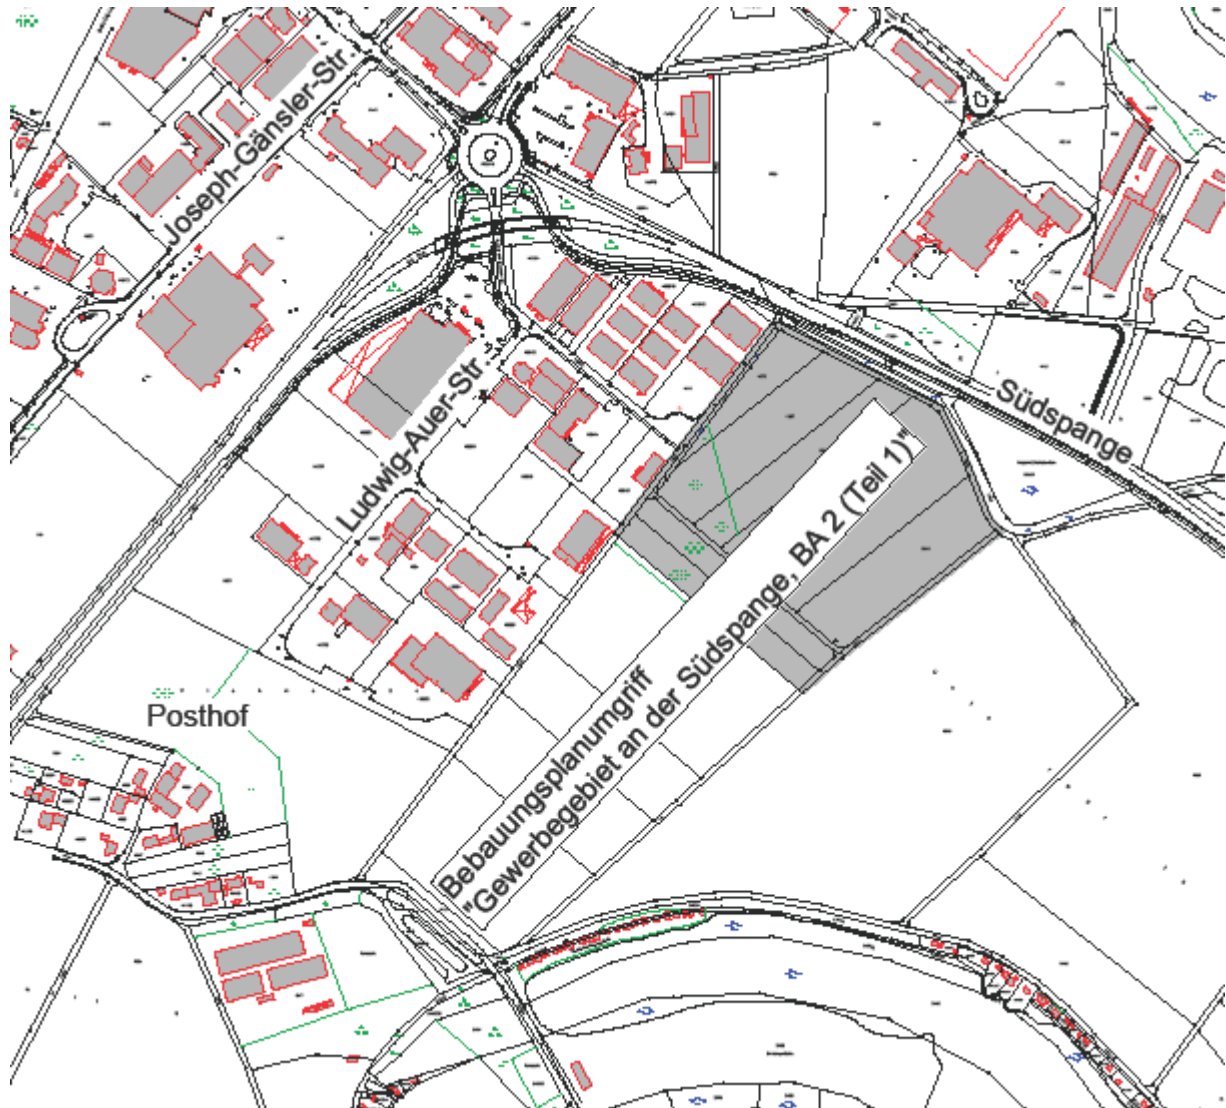 Joseph-Gänsler-Str.
Ludwig-Auer-Str.
Südspange
Posthof
Bebauungsplanumgriff
"Gewerbegebiet an der Südspange, BA 2 (Teil 1)"